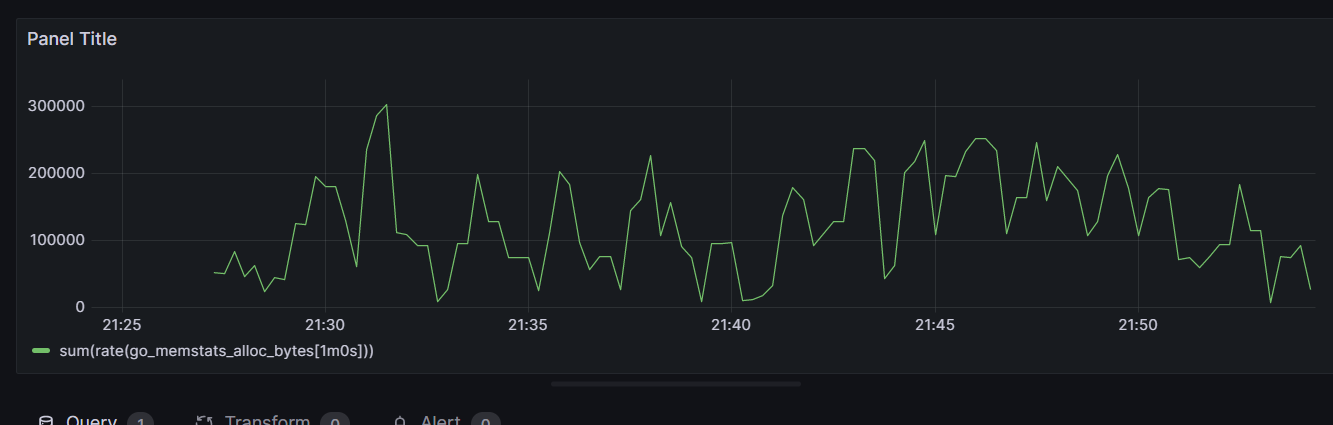 Panel Title
300000
200000
100000
0
21:25 21:30 21:35 21:40 21:45 21:50
sum(rate(go_memstats_alloc_bytes[1m0s]))
Query 1 Transform 0 Alert 0